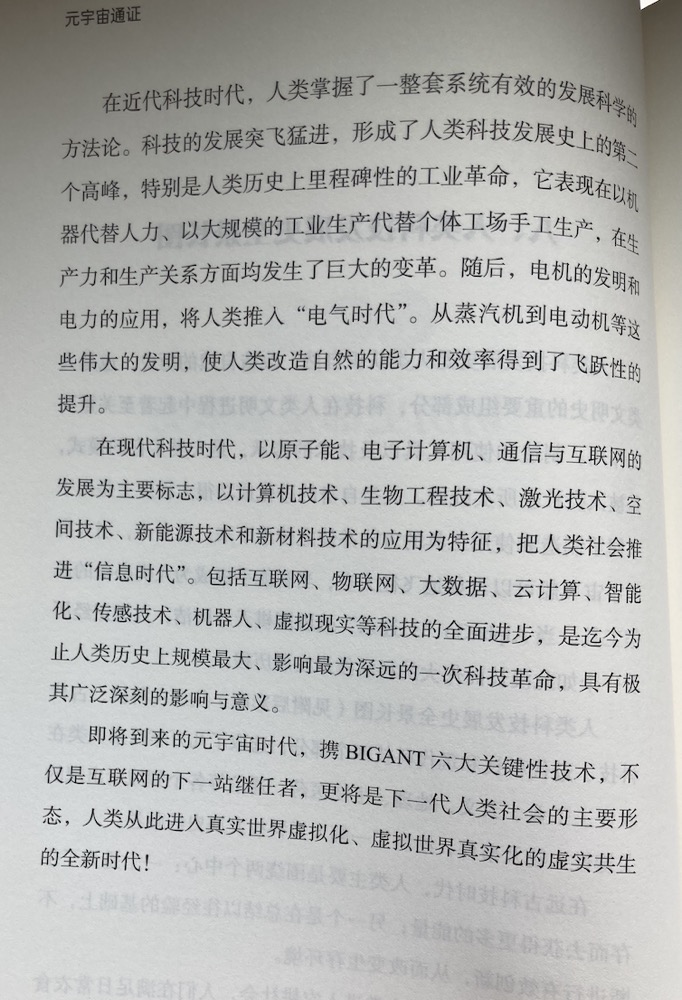 元宇宙通证
在近代科技时代，人类掌握了一整套系统有效的发展科学的
方法论。科技的发展突飞猛进，形成了人类科技发展史上的第二
个高峰，特别是人类历史上里程碑性的工业革命，它表现在以机
器代替人力、以大规模的工业生产代替个体工场手工生产，在生
产力和生产关系方面均发生了巨大的变革。随后，电机的发明和
电力的应用，将人类推入“电气时代”。从蒸汽机到电动机等这
些伟大的发明，使人类改造自然的能力和效率得到了飞跃性的
提升。
在现代科技时代，以原子能、电子计算机、通信与互联网的
发展为主要标志，以计算机技术、生物工程技术、激光技术、空
间技术、新能源技术和新材料技术的应用为特征，把人类社会推
进“信息时代”。包括互联网、物联网、大数据、云计算、智能
化、传感技术、机器人、虚拟现实等科技的全面进步，是迄今为
止人类历史上规模最大、影响最为深远的一次科技革命，具有极
其广泛深刻的影响与意义。
即将到来的元宇宙时代，携 BIGANT 六大关键性技术，不
仅是互联网的下一站继任者，更将是下一代人类社会的主要形
态，人类从此进入真实世界虚拟化、虚拟世界真实化的虚实共生
的全新时代！